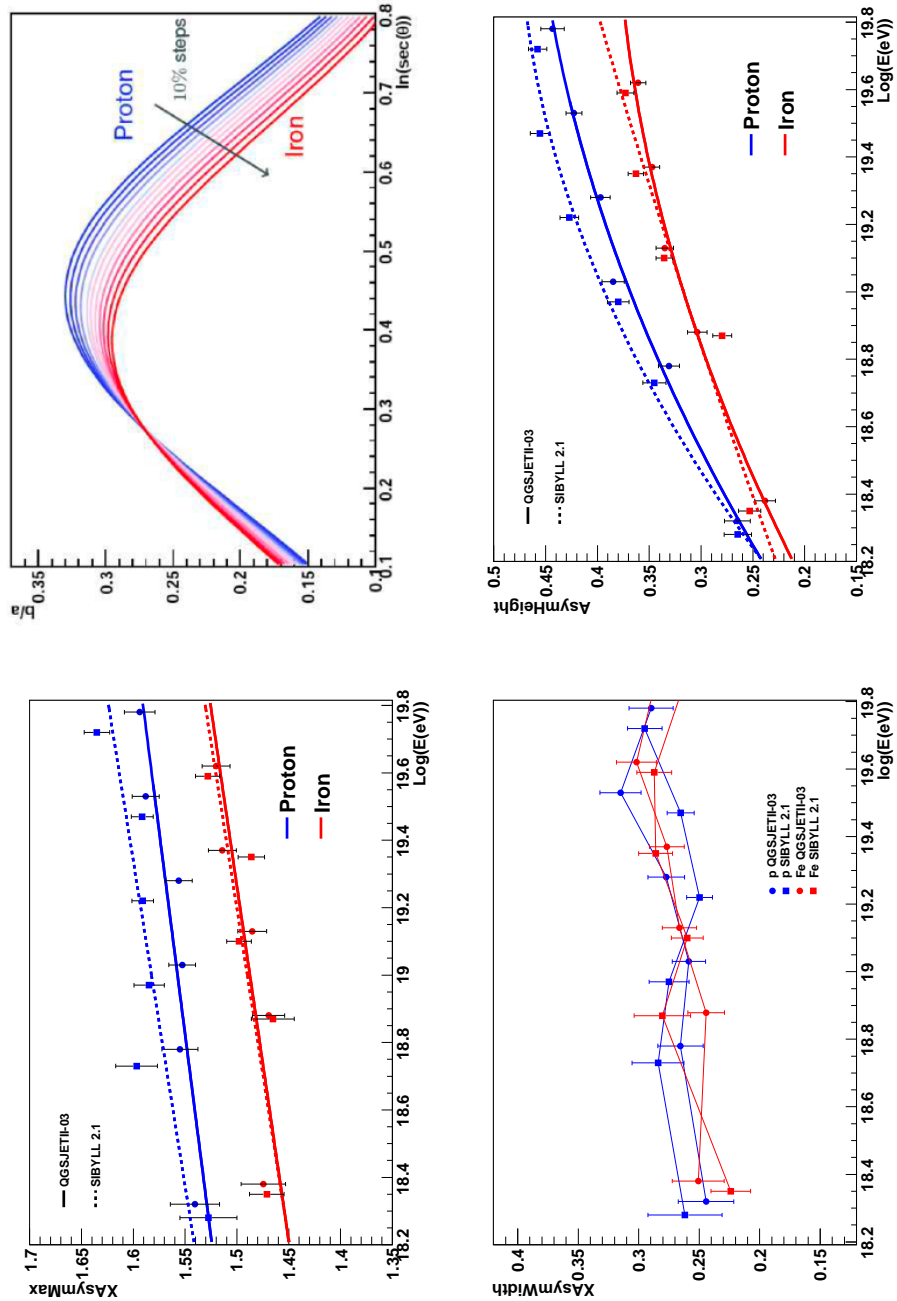 b/a
0.35
0.3
0.25
0.2
0.15
0.1
0.1
0.2
0.3
0.4
0.5
0.6
0.7
0.8
ln(sec(θ))
Proton
10% steps
Iron
AsymHeight
0.5
0.45
0.4
0.35
0.3
0.25
0.2
0.15
18.2
18.4
18.6
18.8
19
19.2
19.4
19.6
19.8
Log(E(eV))
QGSJETII-03
SIBYLL 2.1
Proton
Iron
XAsymMax
1.7
1.65
1.6
1.55
1.5
1.45
1.4
1.35
18.2
18.4
18.6
18.8
19
19.2
19.4
19.6
19.8
Log(E(eV))
QGSJETII-03
SIBYLL 2.1
Proton
Iron
XAsymWidth
0.4
0.35
0.3
0.25
0.2
0.15
18.2
18.4
18.6
18.8
19
19.2
19.4
19.6
19.8
log(E(eV))
p QGSJETII-03
p SIBYLL 2.1
Fe QGSJETII-03
Fe SIBYLL 2.1